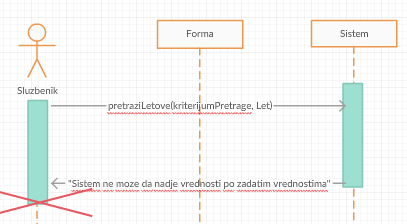 Forma
Sistem
Sluzbenik
pretraziLetove(kriterijumPretrage, Let)
"Sistem ne moze da nadje vrednosti po zadatim vrednostima"